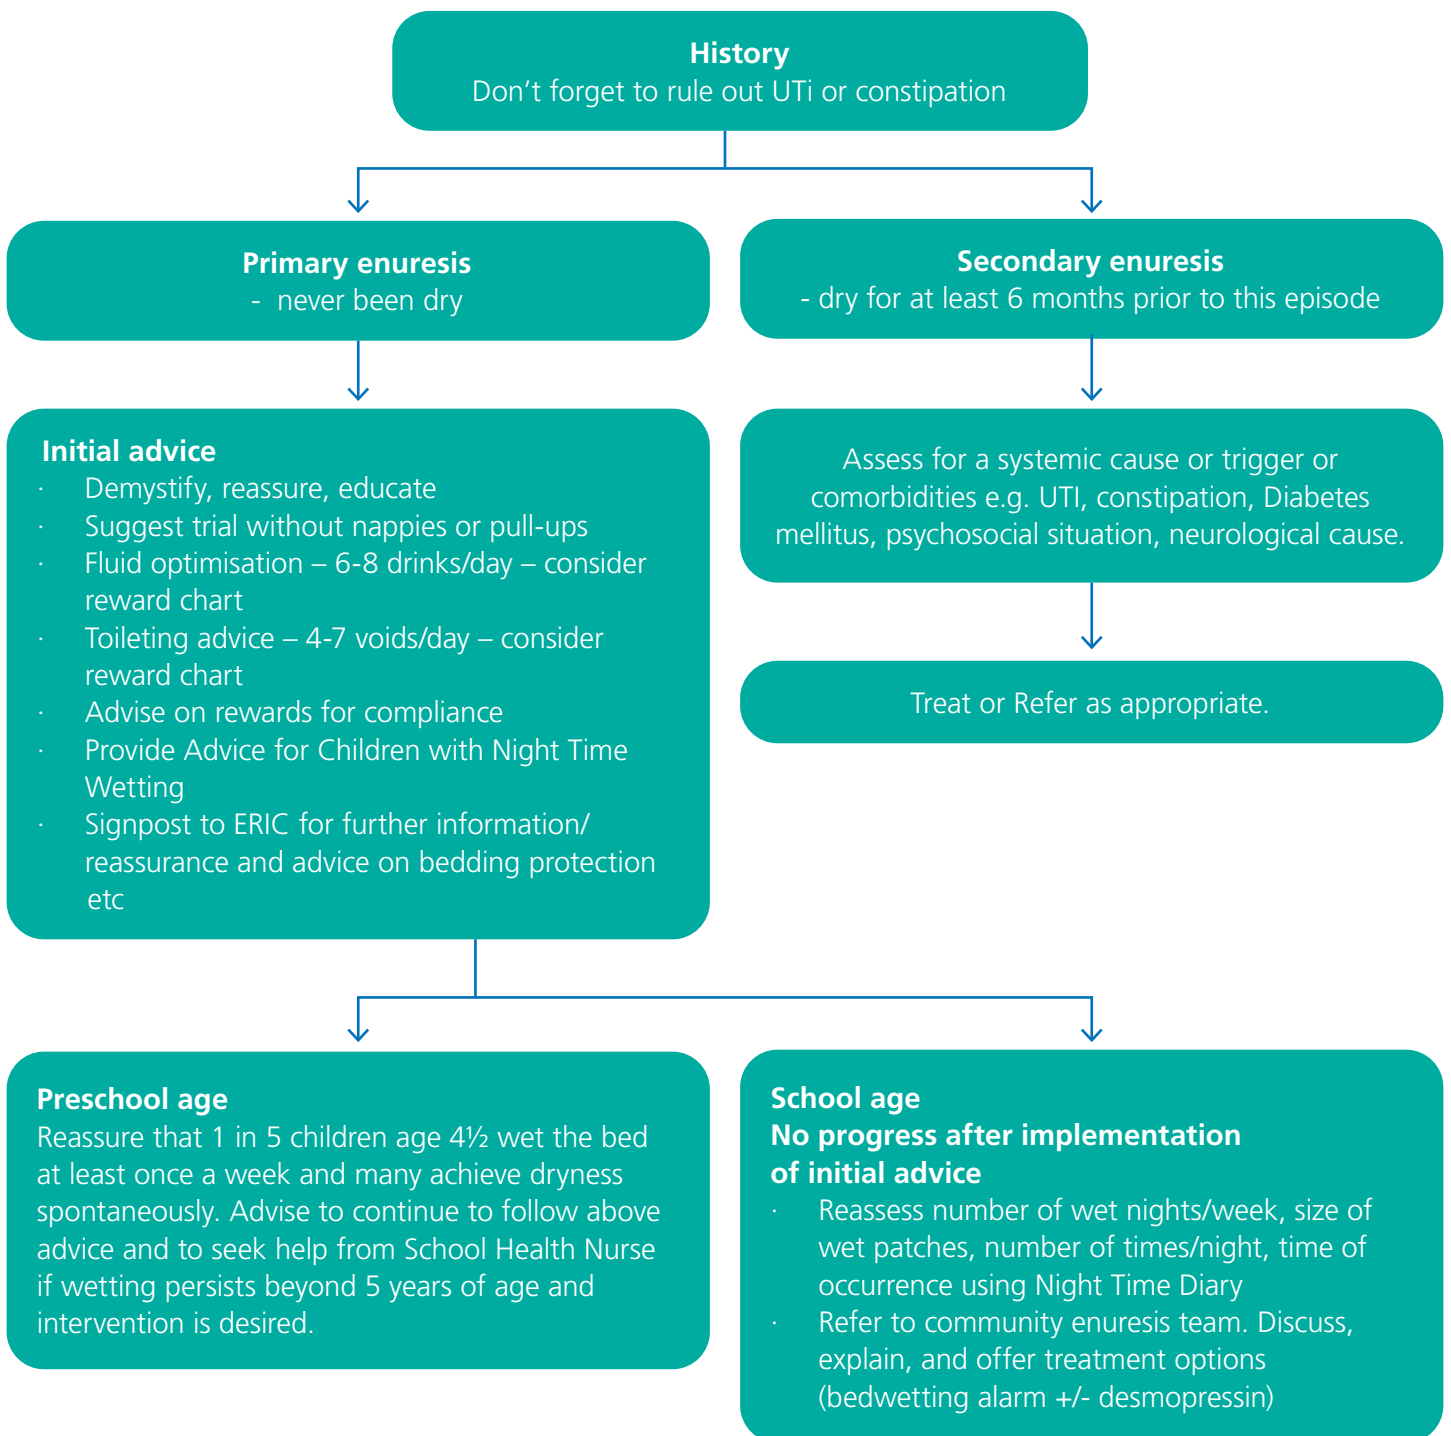 History
Don’t forget to rule out UTi or constipation
Primary enuresis
-  never been dry
Secondary enuresis
- dry for at least 6 months prior to this episode
Initial advice
· Demystify, reassure, educate
· Suggest trial without nappies or pull-ups
· Fluid optimisation – 6-8 drinks/day – consider
reward chart
· Toileting advice – 4-7 voids/day – consider
reward chart
· Advise on rewards for compliance
· Provide Advice for Children with Night Time
Wetting
· Signpost to ERIC for further information/
reassurance and advice on bedding protection
etc
Assess for a systemic cause or trigger or
comorbidities e.g. UTI, constipation, Diabetes
mellitus, psychosocial situation, neurological cause.
Treat or Refer as appropriate.
Preschool age
Reassure that 1 in 5 children age 4½ wet the bed
at least once a week and many achieve dryness
spontaneously. Advise to continue to follow above
advice and to seek help from School Health Nurse
if wetting persists beyond 5 years of age and
intervention is desired.
School age
No progress after implementation
of initial advice
· Reassess number of wet nights/week, size of
wet patches, number of times/night, time of
occurrence using Night Time Diary
· Refer to community enuresis team. Discuss,
explain, and offer treatment options
(bedwetting alarm +/- desmopressin)